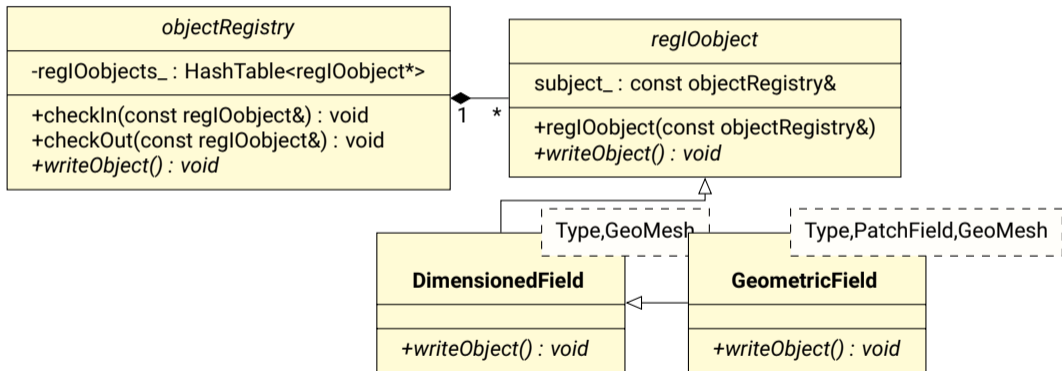 objectRegistry
-regIOobjects_ : HashTable<regIOobject*>
+checkIn(const regIOobject&) : void
+checkOut(const regIOobject&) : void
+writeObject() : void
1
*
regIOobject
subject_ : const objectRegistry&
+regIOobject(const objectRegistry&)
+writeObject() : void
Type,GeoMesh
DimensionedField
+writeObject() : void
Type,PatchField,GeoMesh
GeometricField
+writeObject() : void